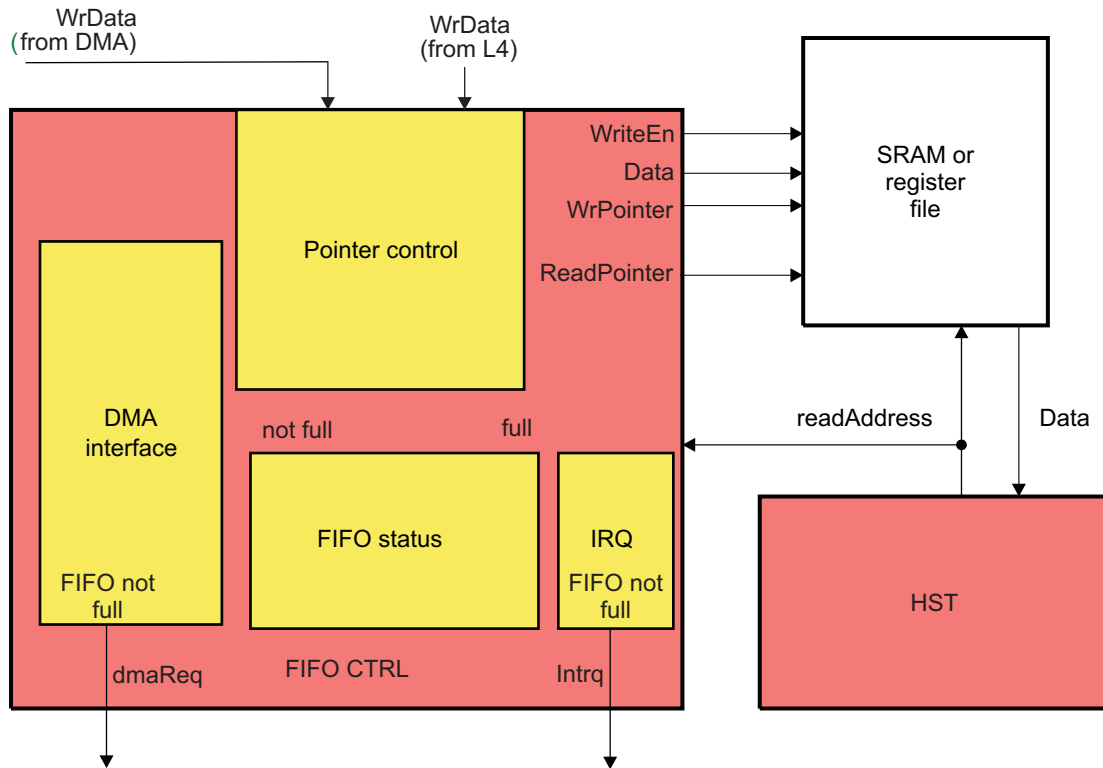 WrData
(from DMA)
WrData
(from L4)
WriteEn
Data
WrPointer
ReadPointer
SRAM or
register
file
Pointer control
DMA
interface
not full
full
readAddress
Data
FIFO status
IRQ
FIFO not
full
FIFO not
full
HST
dmaReq
FIFO CTRL
Intrq